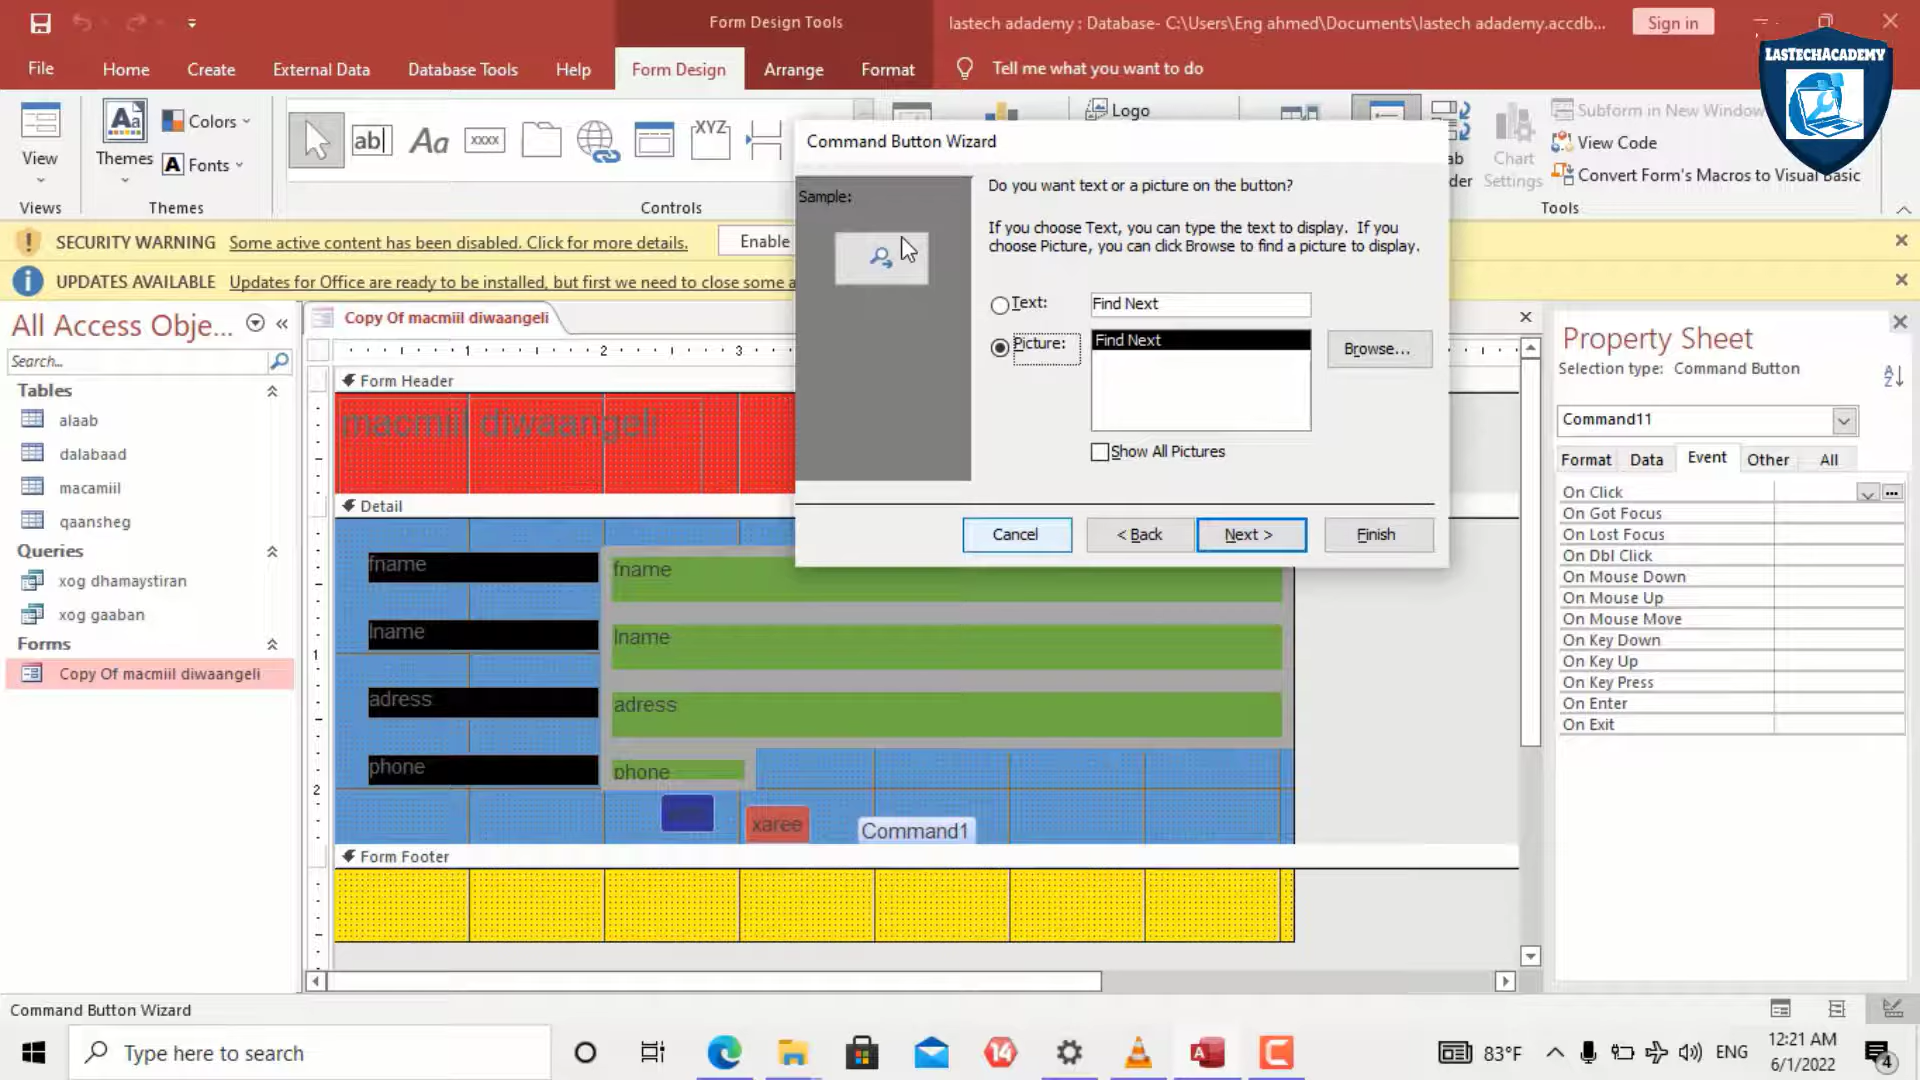 Form Design Tools
lastech adademy : Database- C:\Users\Eng ahmed\Documents\lastech adademy.accdb...
Sign in
File
Home
Create
External Data
Database Tools
Help
Form Design
Arrange
Format
Tell me what you want to do
LASTECHACADEMY
View
Themes
Colors
Aa
A Fonts
ab|
Aa
xxxx
XYZ
Logo
Chart
Settings
Subform in New Window
View Code
Convert Form's Macros to Visual Basic
Views
Themes
Controls
Tools
SECURITY WARNING Some active content has been disabled. Click for more details.
Enable
UPDATES AVAILABLE Updates for Office are ready to be installed, but first we need to close some a
Command Button Wizard
Sample:
Do you want text or a picture on the button?
If you choose Text, you can type the text to display. If you
choose Picture, you can click Browse to find a picture to display.
Text:
Find Next
Picture:
Find Next
Browse...
Show All Pictures
Cancel
< Back
Next >
Finish
All Access Obje...
Search...
Tables
alaab
dalabaad
macamiil
qaansheg
Queries
xog dhamaystiran
xog gaaban
Forms
Copy Of macmiil diwaangeli
Copy Of macmiil diwaangeli
1
2
3
Form Header
macmiil diwaangeli
Detail
fname
fname
lname
lname
1
adress
adress
phone
phone
2
xaree
Command1
Form Footer
Property Sheet
Selection type: Command Button
Command11
Format
Data
Event
Other
All
On Click
On Got Focus
On Lost Focus
On Dbl Click
On Mouse Down
On Mouse Up
On Mouse Move
On Key Down
On Key Up
On Key Press
On Enter
On Exit
Command Button Wizard
Type here to search
14
83°F
ENG
12:21 AM
6/1/2022
4